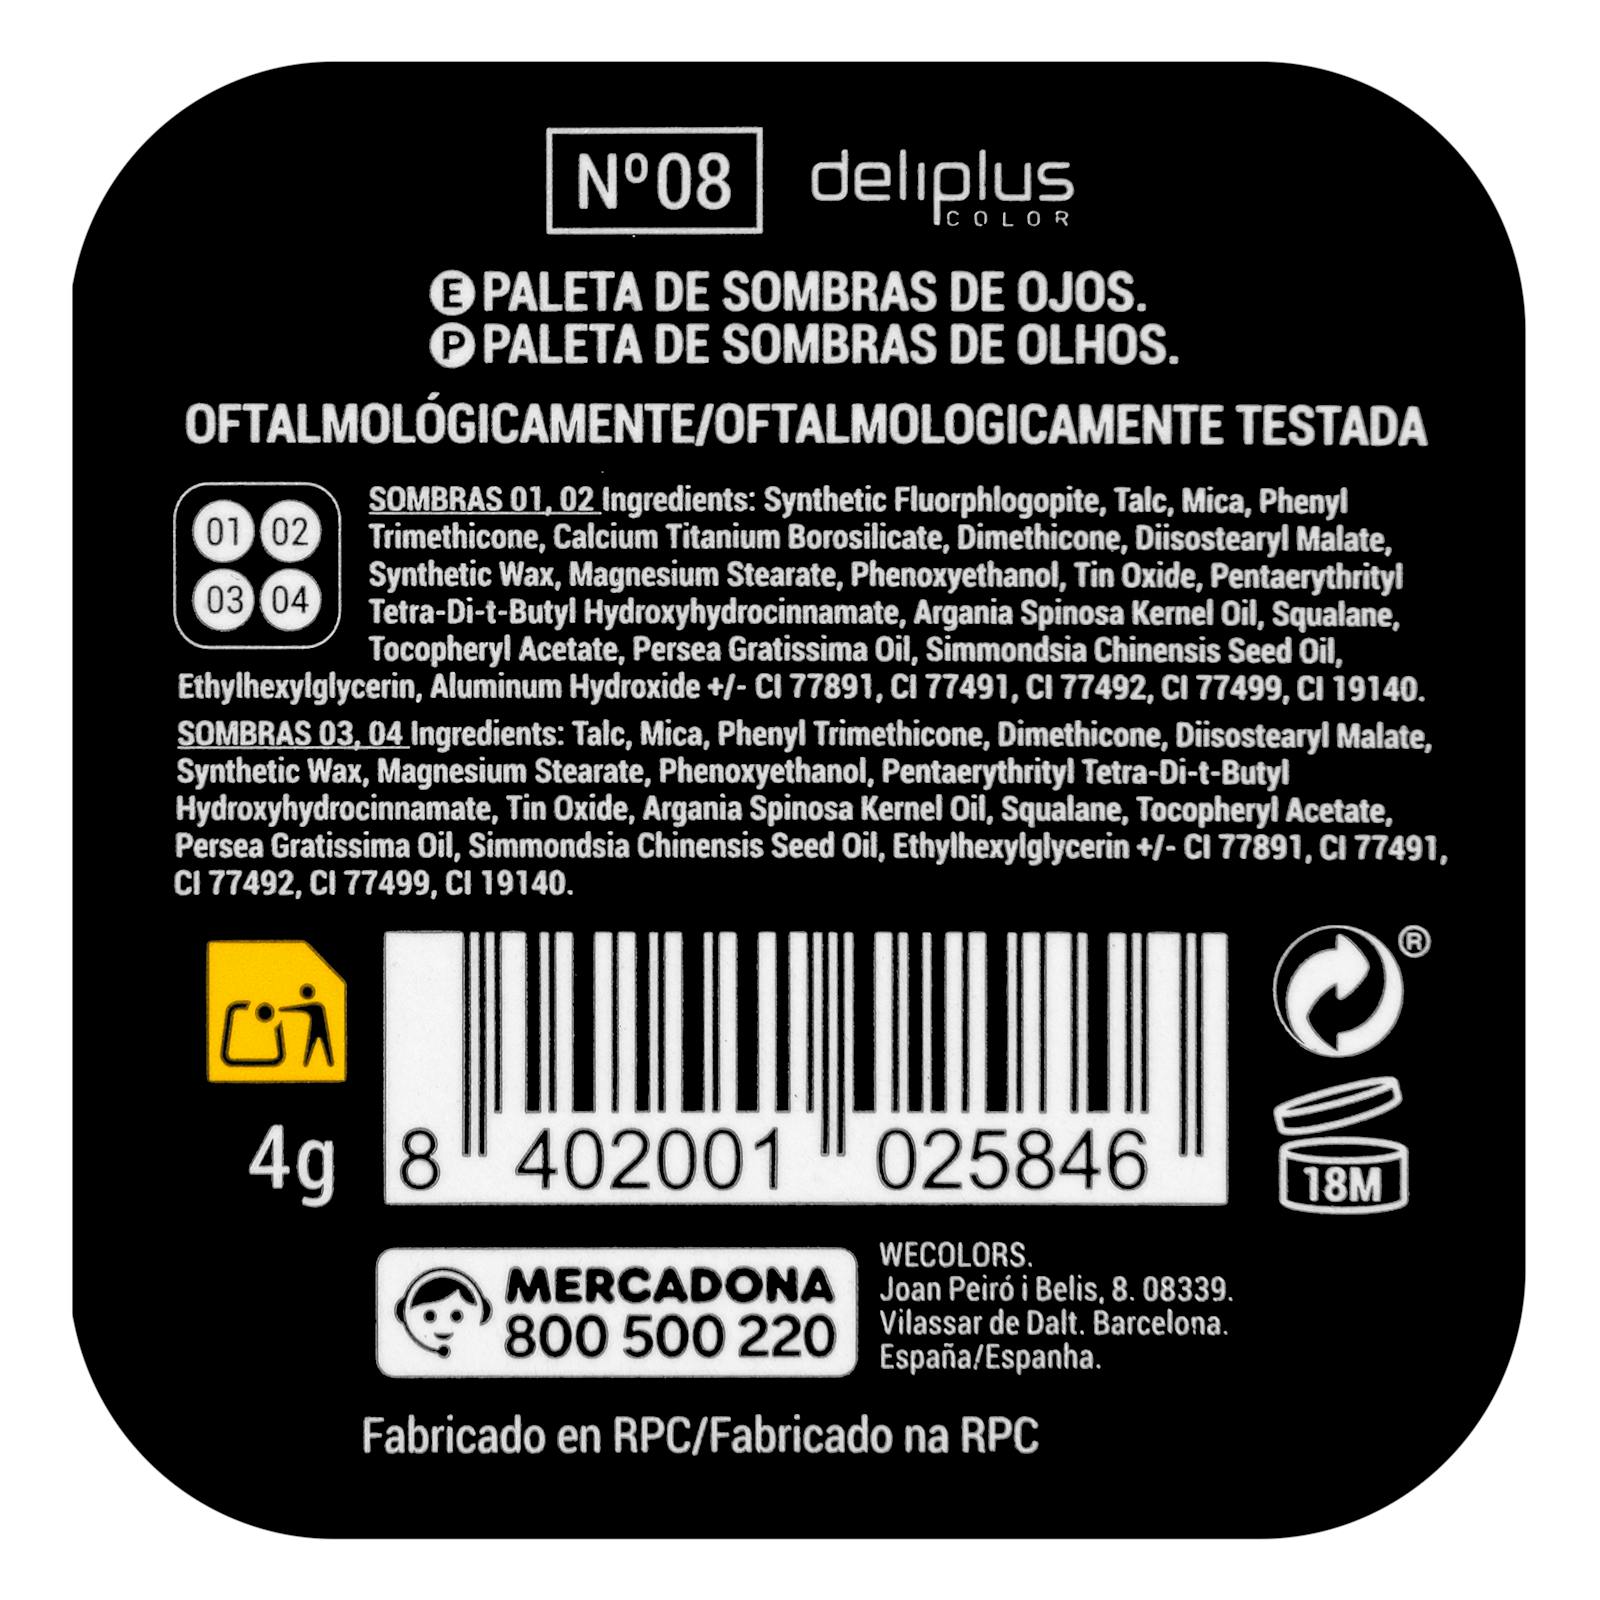 Nº08 deliplus
COLOR
E PALETA DE SOMBRAS DE OJOS.
P PALETA DE SOMBRAS DE OLHOS.
OFTALMOLÓGICAMENTE/OFTALMOLOGICAMENTE TESTADA
01 02
03 04
SOMBRAS 01, 02 Ingredients: Synthetic Fluorphlogopite, Talc, Mica, Phenyl
Trimethicone, Calcium Titanium Borosilicate, Dimethicone, Diisostearyl Malate,
Synthetic Wax, Magnesium Stearate, Phenoxyethanol, Tin Oxide, Pentaerythrityl
Tetra-Di-t-Butyl Hydroxyhydrocinnamate, Argania Spinosa Kernel Oil, Squalane,
Tocopheryl Acetate, Persea Gratissima Oil, Simmondsia Chinensis Seed Oil,
Ethylhexylglycerin, Aluminum Hydroxide +/- CI 77891, CI 77491, CI 77492, CI 77499, CI 19140.
SOMBRAS 03, 04 Ingredients: Talc, Mica, Phenyl Trimethicone, Dimethicone, Diisostearyl Malate,
Synthetic Wax, Magnesium Stearate, Phenoxyethanol, Pentaerythrityl Tetra-Di-t-Butyl
Hydroxyhydrocinnamate, Tin Oxide, Argania Spinosa Kernel Oil, Squalane, Tocopheryl Acetate,
Persea Gratissima Oil, Simmondsia Chinensis Seed Oil, Ethylhexylglycerin +/- CI 77891, CI 77491,
CI 77492, CI 77499, CI 19140.
®
4g
8 402001 025846
18M
MERCADONA
800 500 220
WECOLORS.
Joan Peiró i Belis, 8. 08339.
Vilassar de Dalt. Barcelona.
España/Espanha.
Fabricado en RPC/Fabricado na RPC